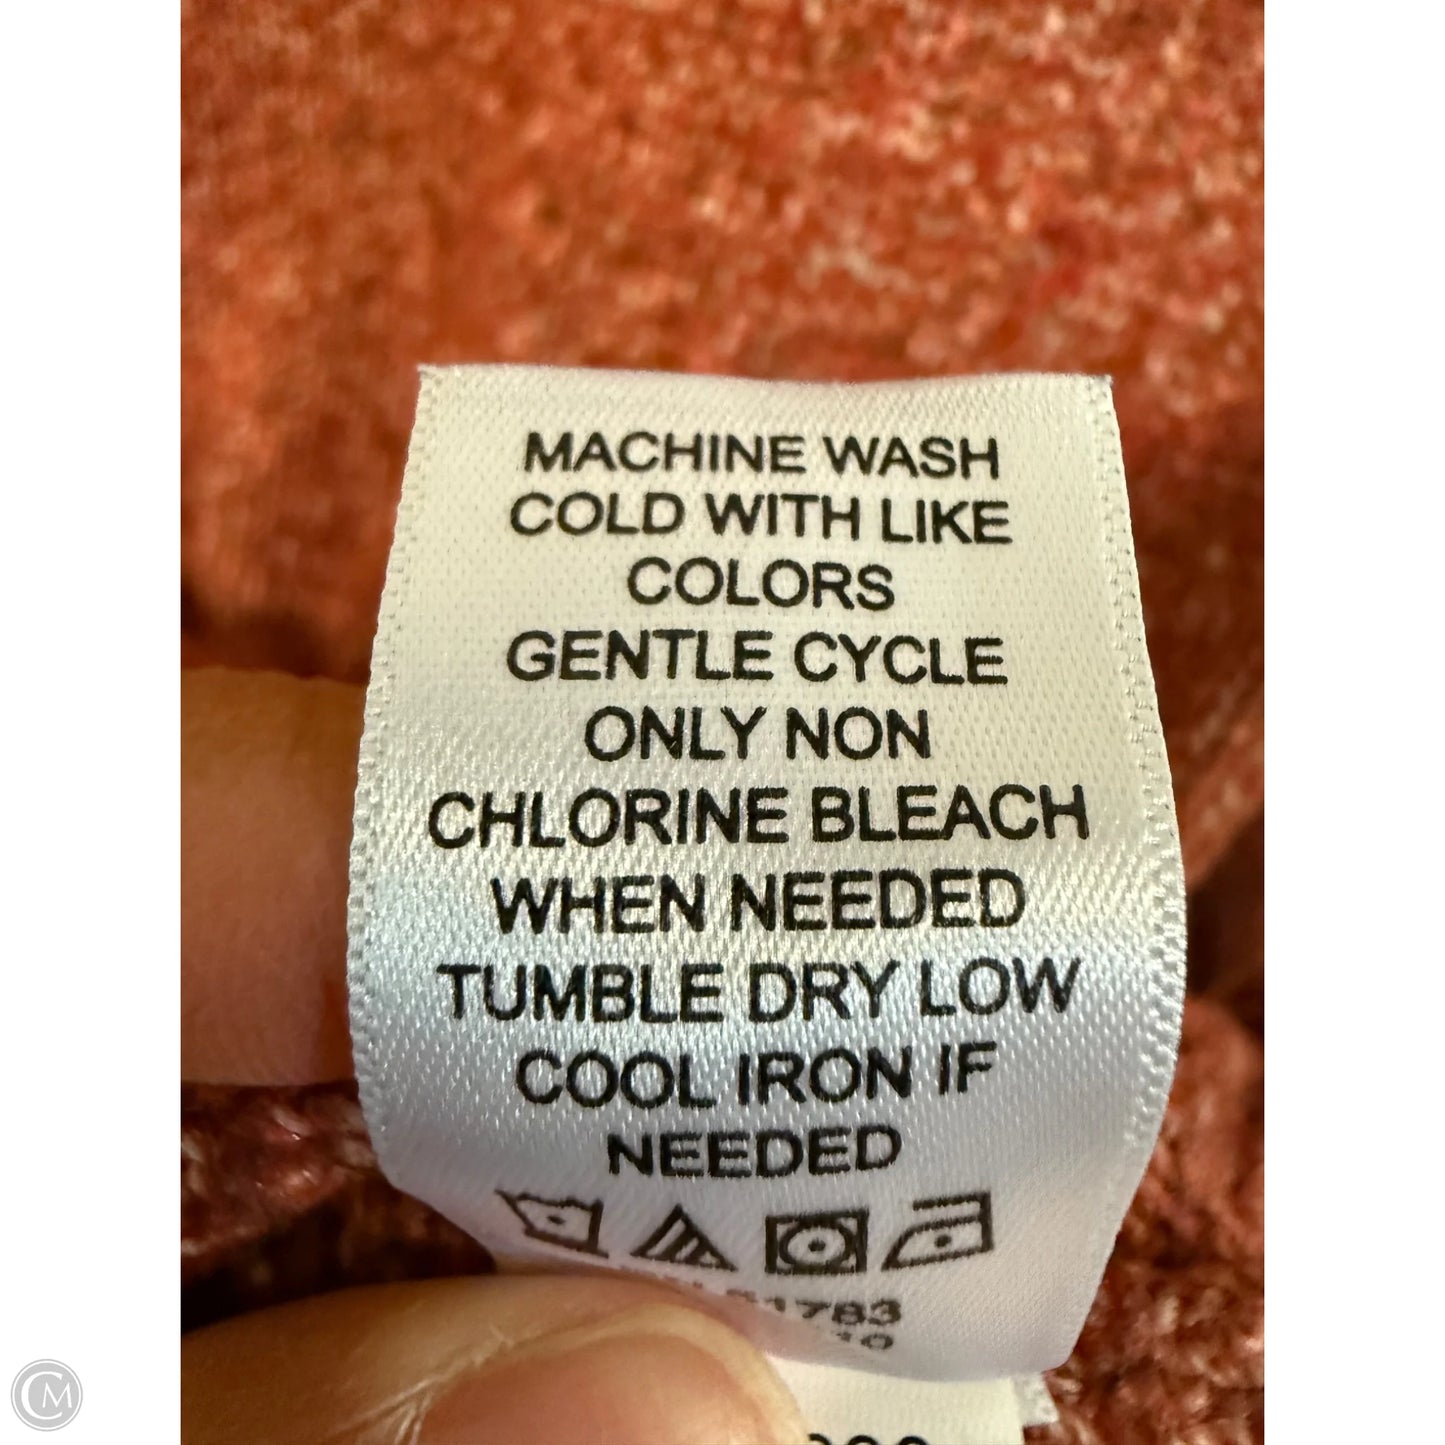 MACHINE WASH
COLD WITH LIKE
COLORS
GENTLE CYCLE
ONLY NON
CHLORINE BLEACH
WHEN NEEDED
TUMBLE DRY LOW
COOL IRON IF
NEEDED
CM